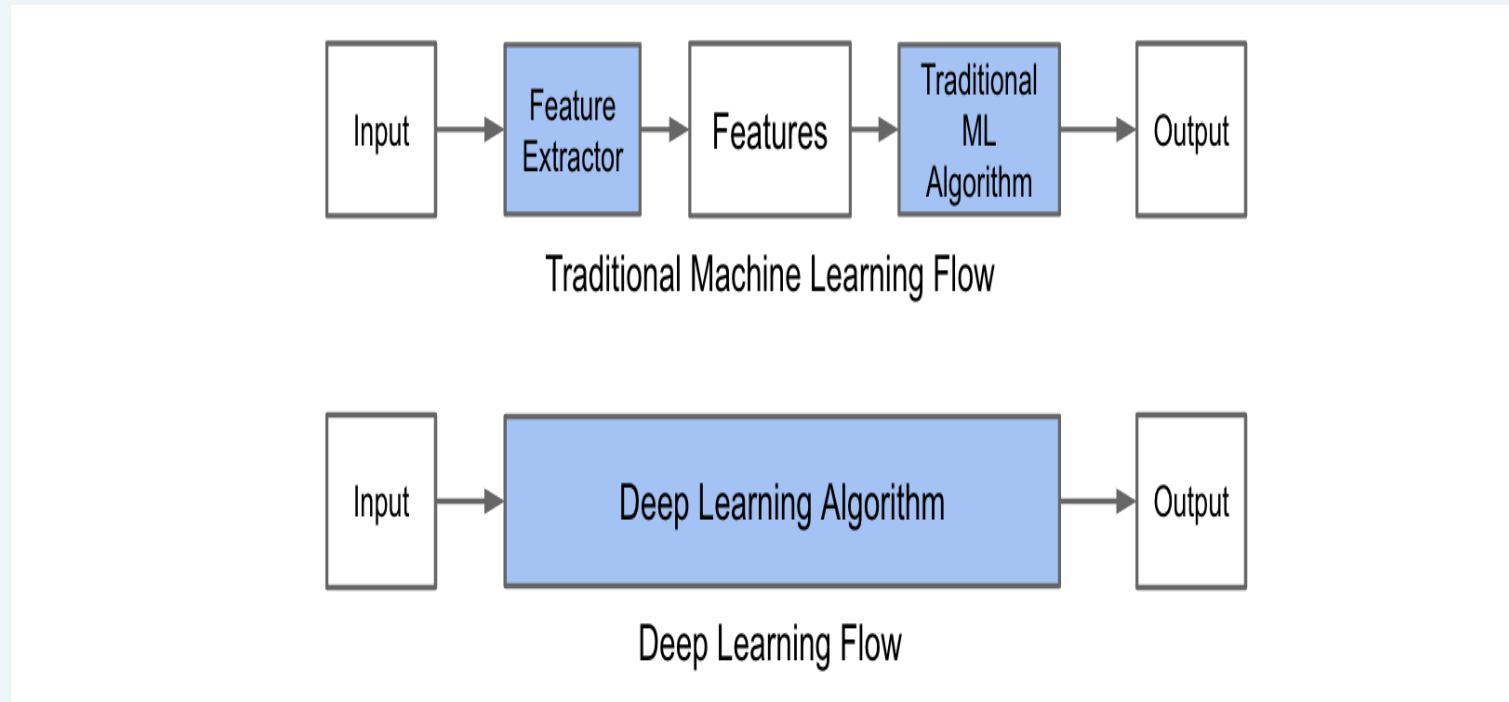 Input
Feature
Extractor
Features
Traditional
ML
Algorithm
Output
Traditional Machine Learning Flow
Input
Deep Learning Algorithm
Output
Deep Learning Flow